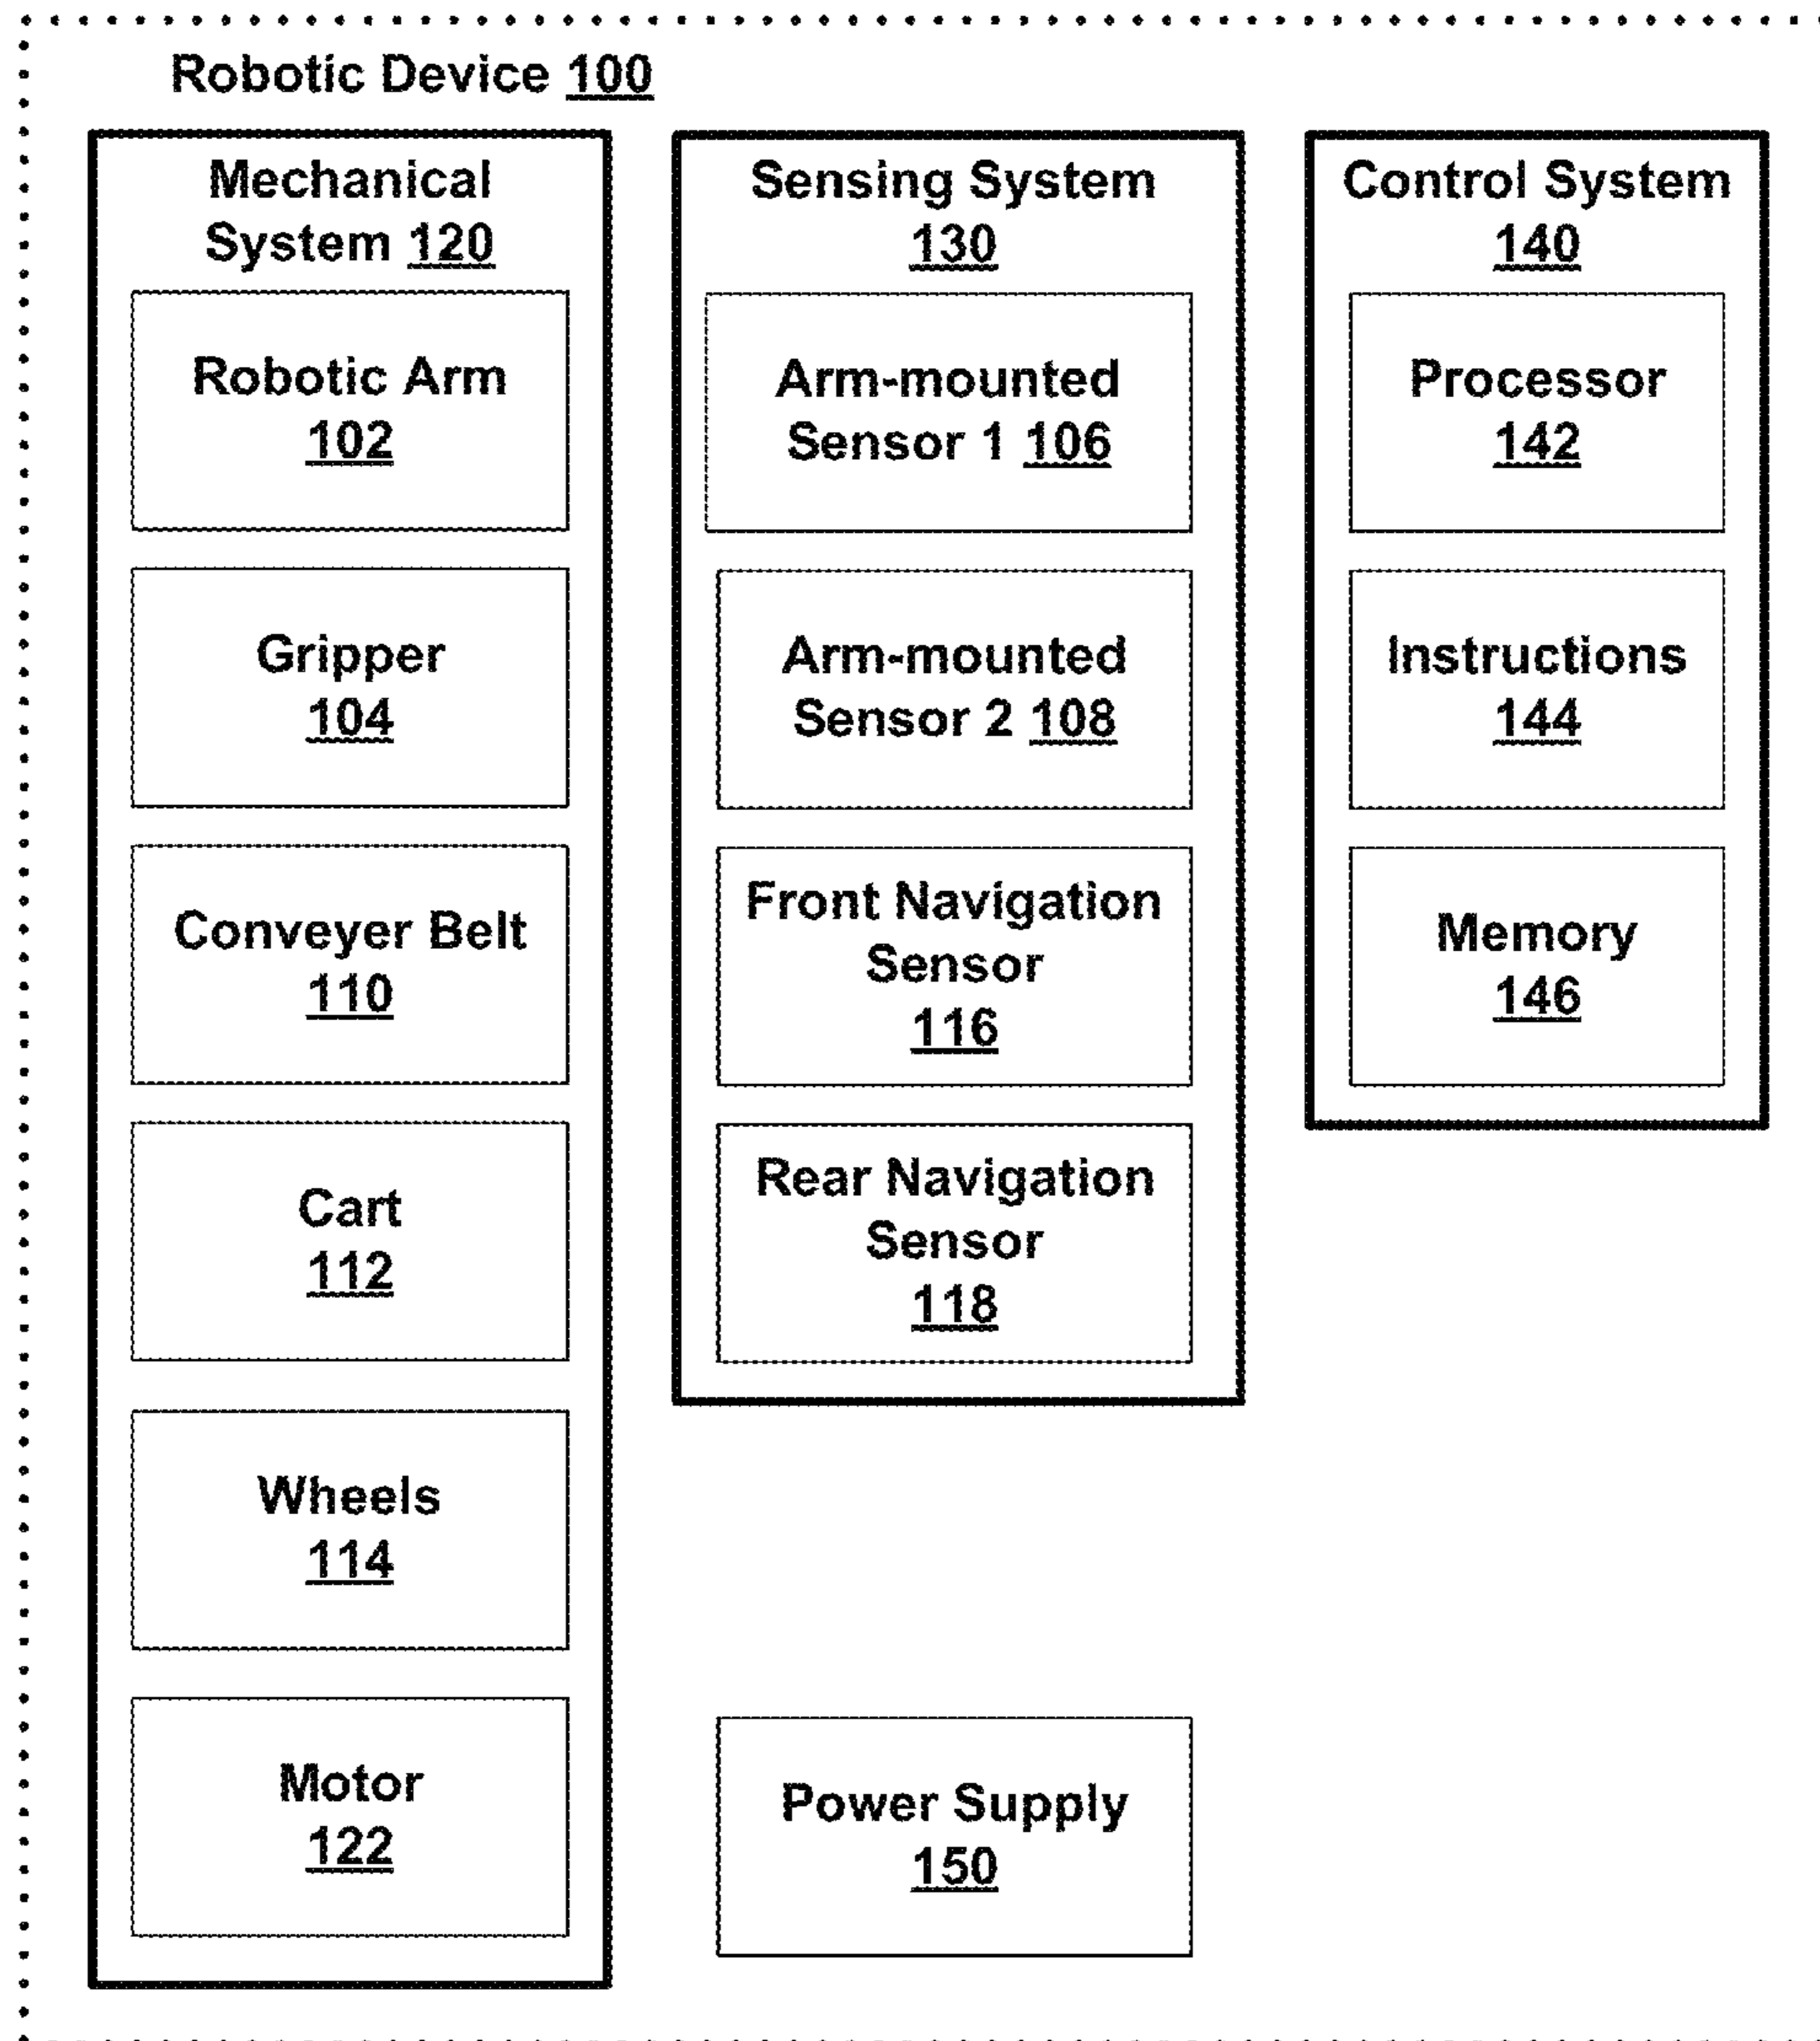 Robotic Device 100
Mechanical
System 120
Robotic Arm
102
Gripper
104
Conveyer Belt
110
Cart
112
Wheels
114
Motor
122
Sensing System
130
Arm-mounted
Sensor 1 106
Arm-mounted
Sensor 2 108
Front Navigation
Sensor
116
Rear Navigation
Sensor
118
Power Supply
150
Control System
140
Processor
142
Instructions
144
Memory
146